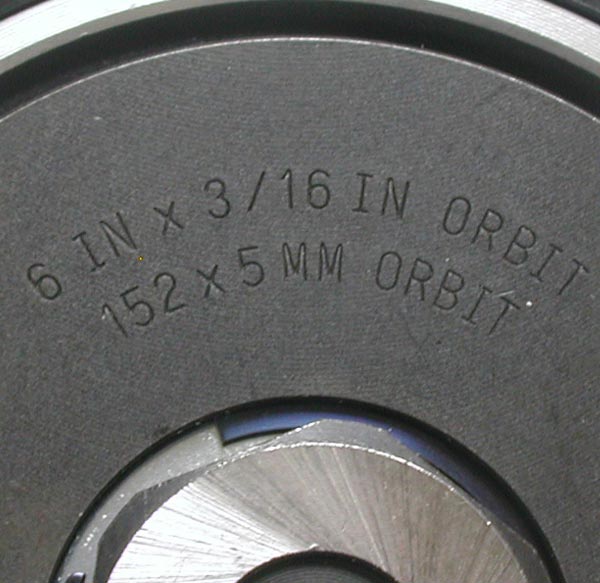 6 IN x 3/16 IN ORBIT
152 x 5 MM ORBIT